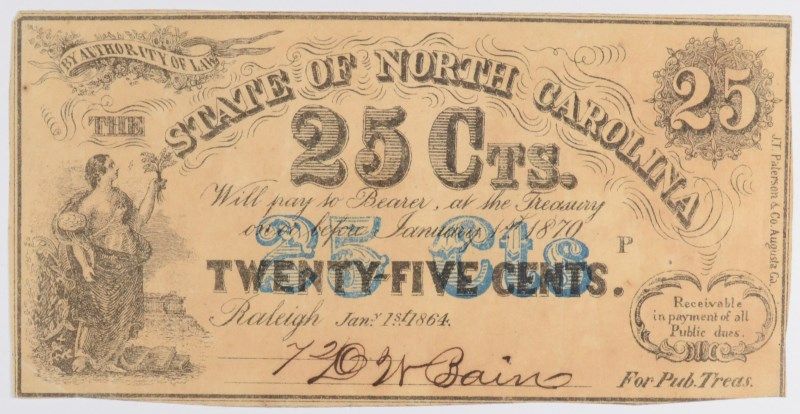 BY AUTHORITY OF LAW
THE
STATE OF NORTH CAROLINA
25
25 CTS.
Will pay to Bearer, at the Treasury
on or before January 1st 1870
25 Cts
P
TWENTY-FIVE CENTS.
Raleigh Jany. 1st 1864.
D W Bain
J.T. Paterson & Co. Augusta Ga.
Receivable
in payment of all
Public dues.
For Pub. Treas.